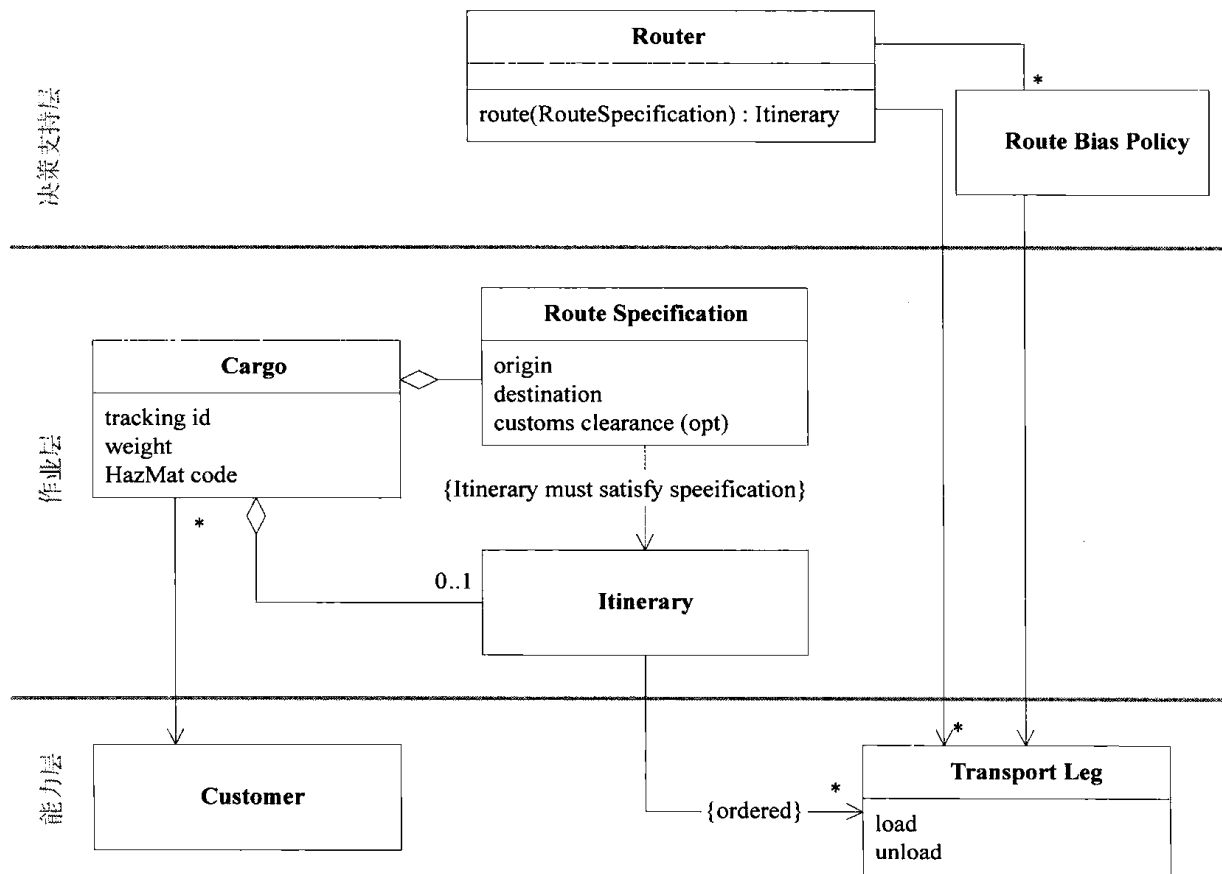 决策支持层
Router
route(RouteSpecification) : Itinerary
*
Route Bias Policy
作业层
Route Specification
origin
destination
customs clearance (opt)
Cargo
tracking id
weight
HazMat code
{Itinerary must satisfy speeification}
*
0..1
Itinerary
能力层
Customer
*
Transport Leg
load
unload
*
{ordered}